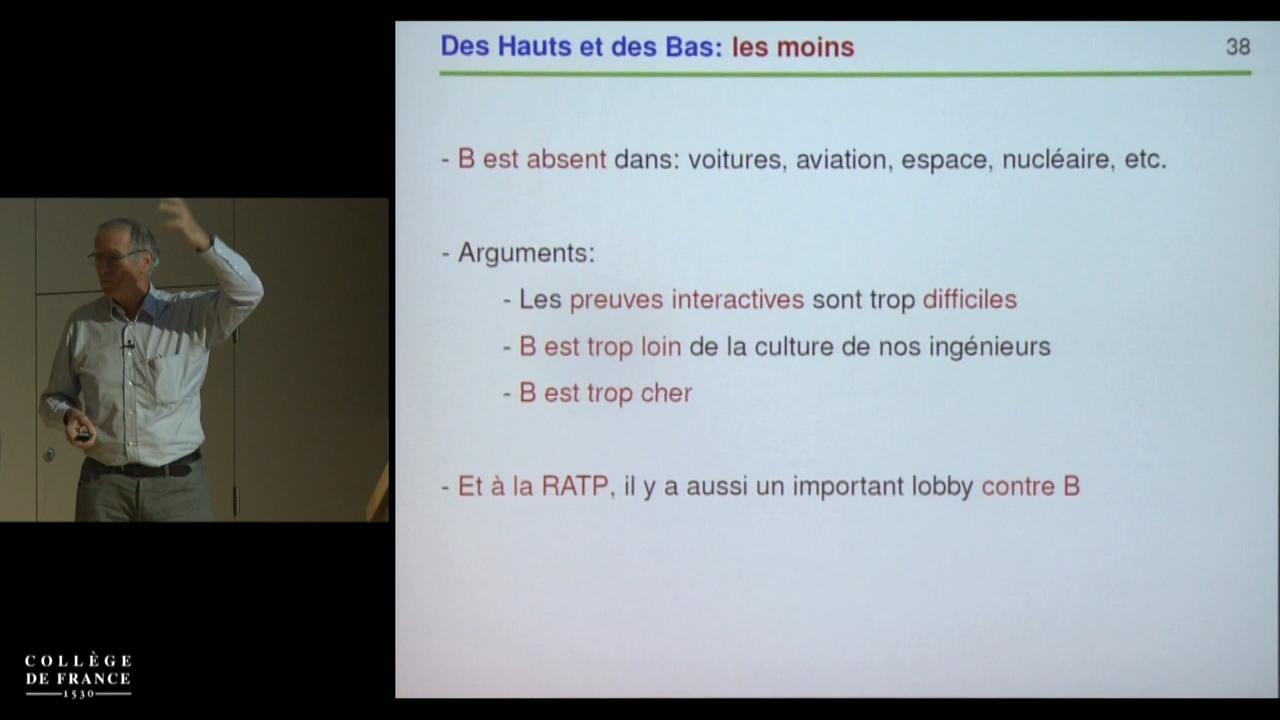 Des Hauts et des Bas: les moins 38
- B est absent dans: voitures, aviation, espace, nucléaire, etc.
- Arguments:
- Les preuves interactives sont trop difficiles
- B est trop loin de la culture de nos ingénieurs
- B est trop cher
- Et à la RATP, il y a aussi un important lobby contre B
COLLÈGE
DE FRANCE
1530